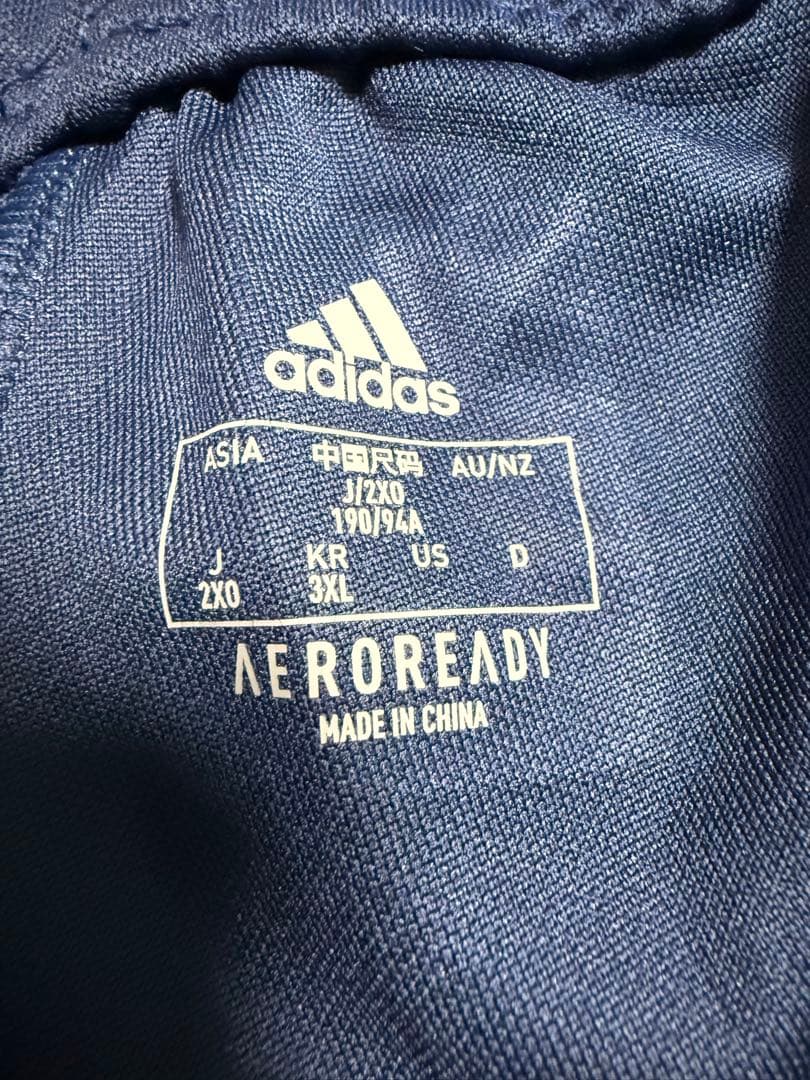 adidas
ASIA 中国尺码 AU/NZ
J/2XO
190/94A
J KR US D
2XO 3XL
AEROREADY
MADE IN CHINA